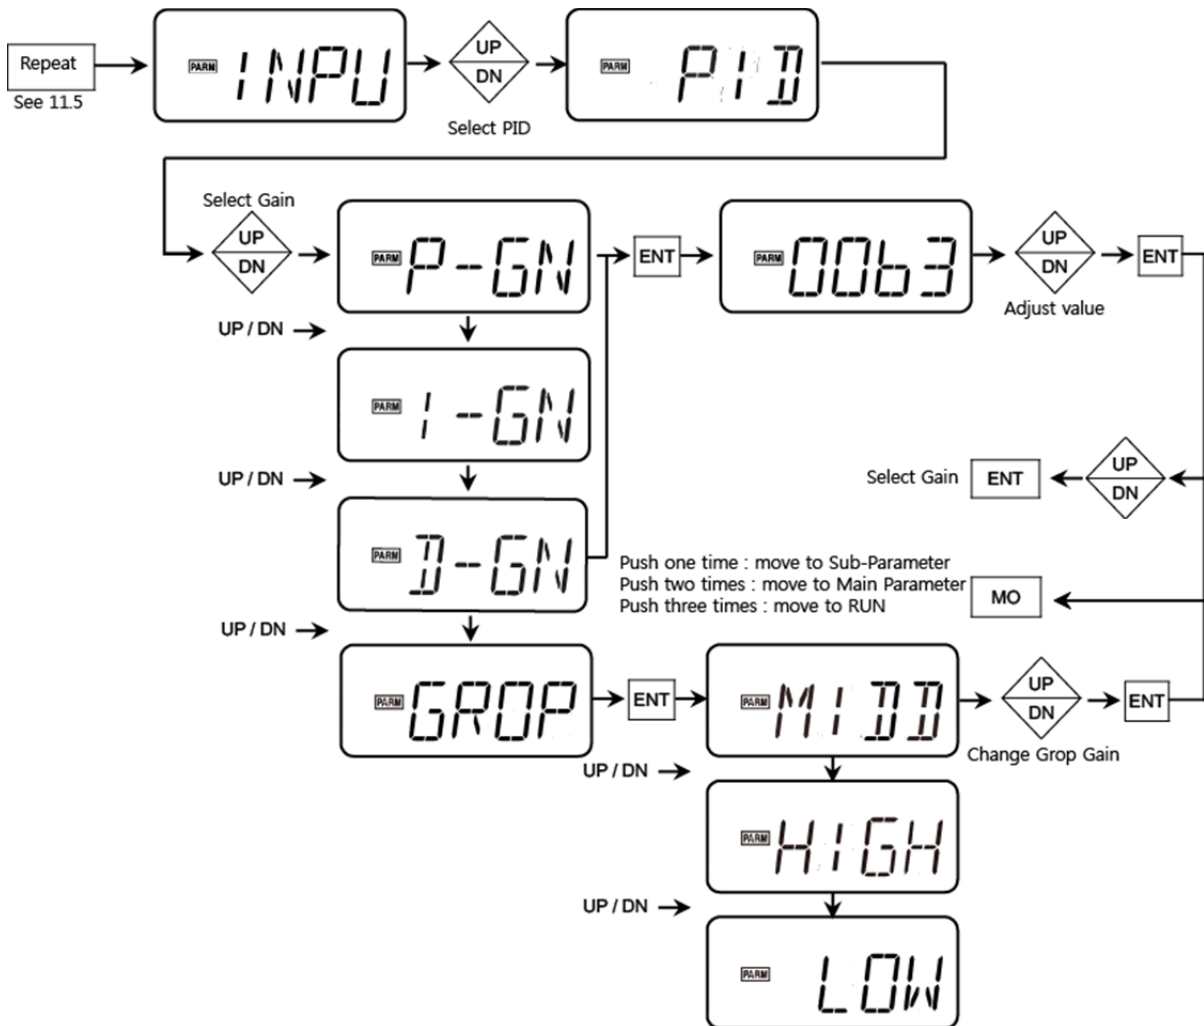 Repeat
See 11.5
PARM INPU
UP
DN
Select PID
PARM PID
Select Gain
UP
DN
PARM P-GN
ENT
PARM 0063
UP
DN
Adjust value
ENT
UP / DN
PARM I-GN
UP / DN
PARM D-GN
Select Gain
ENT
UP
DN
Push one time : move to Sub-Parameter
Push two times : move to Main Parameter
Push three times : move to RUN
MO
UP / DN
PARM GROP
ENT
PARM MIDD
UP
DN
Change Grop Gain
ENT
UP / DN
PARM HIGH
UP / DN
PARM LOW